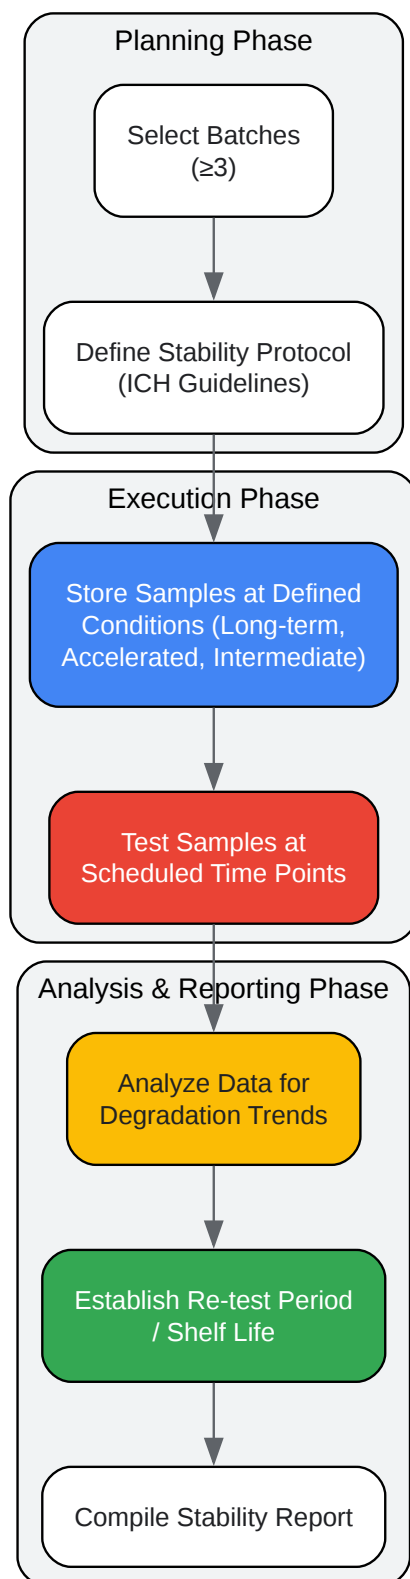 Planning Phase
Select Batches
(≥3)
Define Stability Protocol
(ICH Guidelines)
Execution Phase
Store Samples at Defined
Conditions (Long-term,
Accelerated, Intermediate)
Test Samples at
Scheduled Time Points
Analysis & Reporting Phase
Analyze Data for
Degradation Trends
Establish Re-test Period
/ Shelf Life
Compile Stability Report